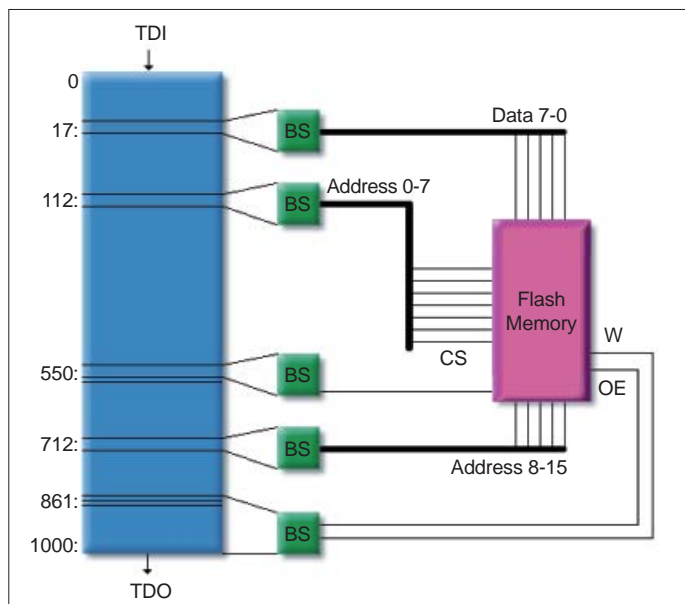 TDI
0
17:
BS
Data 7-0
112:
BS
Address 0-7
Flash
Memory
W
CS
OE
550:
BS
712:
BS
Address 8-15
861:
BS
1000:
TDO